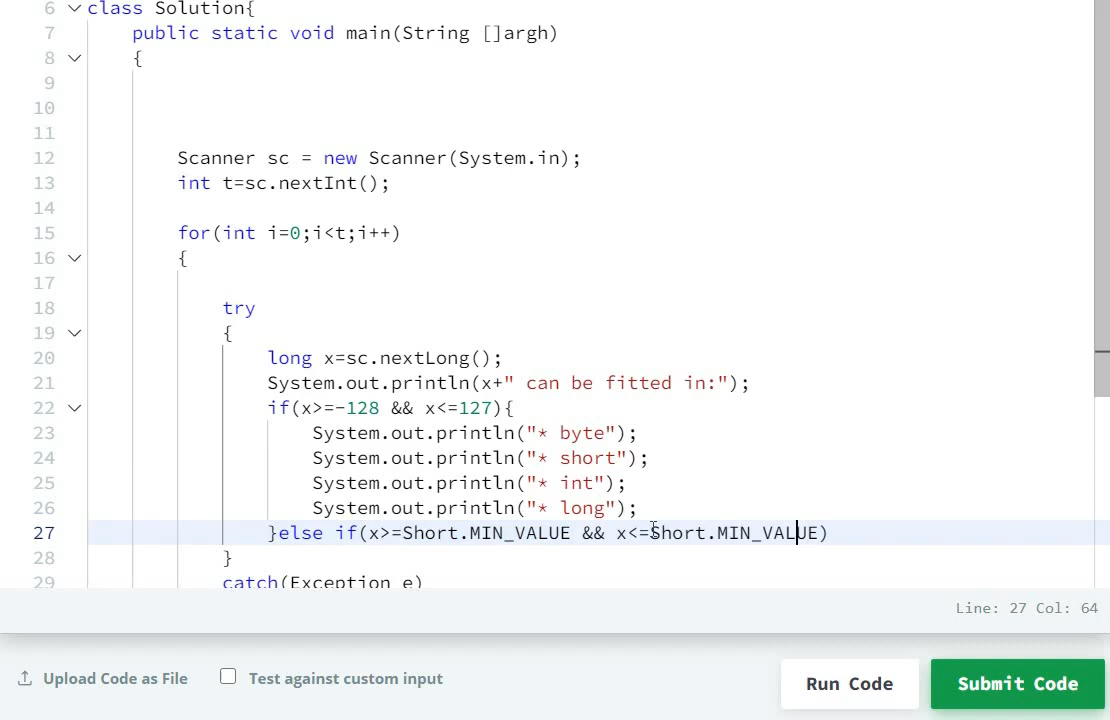 6 class Solution{
7 public static void main(String []argh)
8 {
9
10
11
12 Scanner sc = new Scanner(System.in);
13 int t=sc.nextInt();
14
15 for(int i=0;i<t;i++)
16 {
17
18 try
19 {
20 long x=sc.nextLong();
21 System.out.println(x+" can be fitted in:");
22 if(x>=-128 && x<=127){
23 System.out.println("* byte");
24 System.out.println("* short");
25 System.out.println("* int");
26 System.out.println("* long");
27 }else if(x>=Short.MIN_VALUE && x<=Short.MIN_VALUE)
28 }
29 catch(Exception e)
Line: 27 Col: 64
Upload Code as File
Test against custom input
Run Code
Submit Code